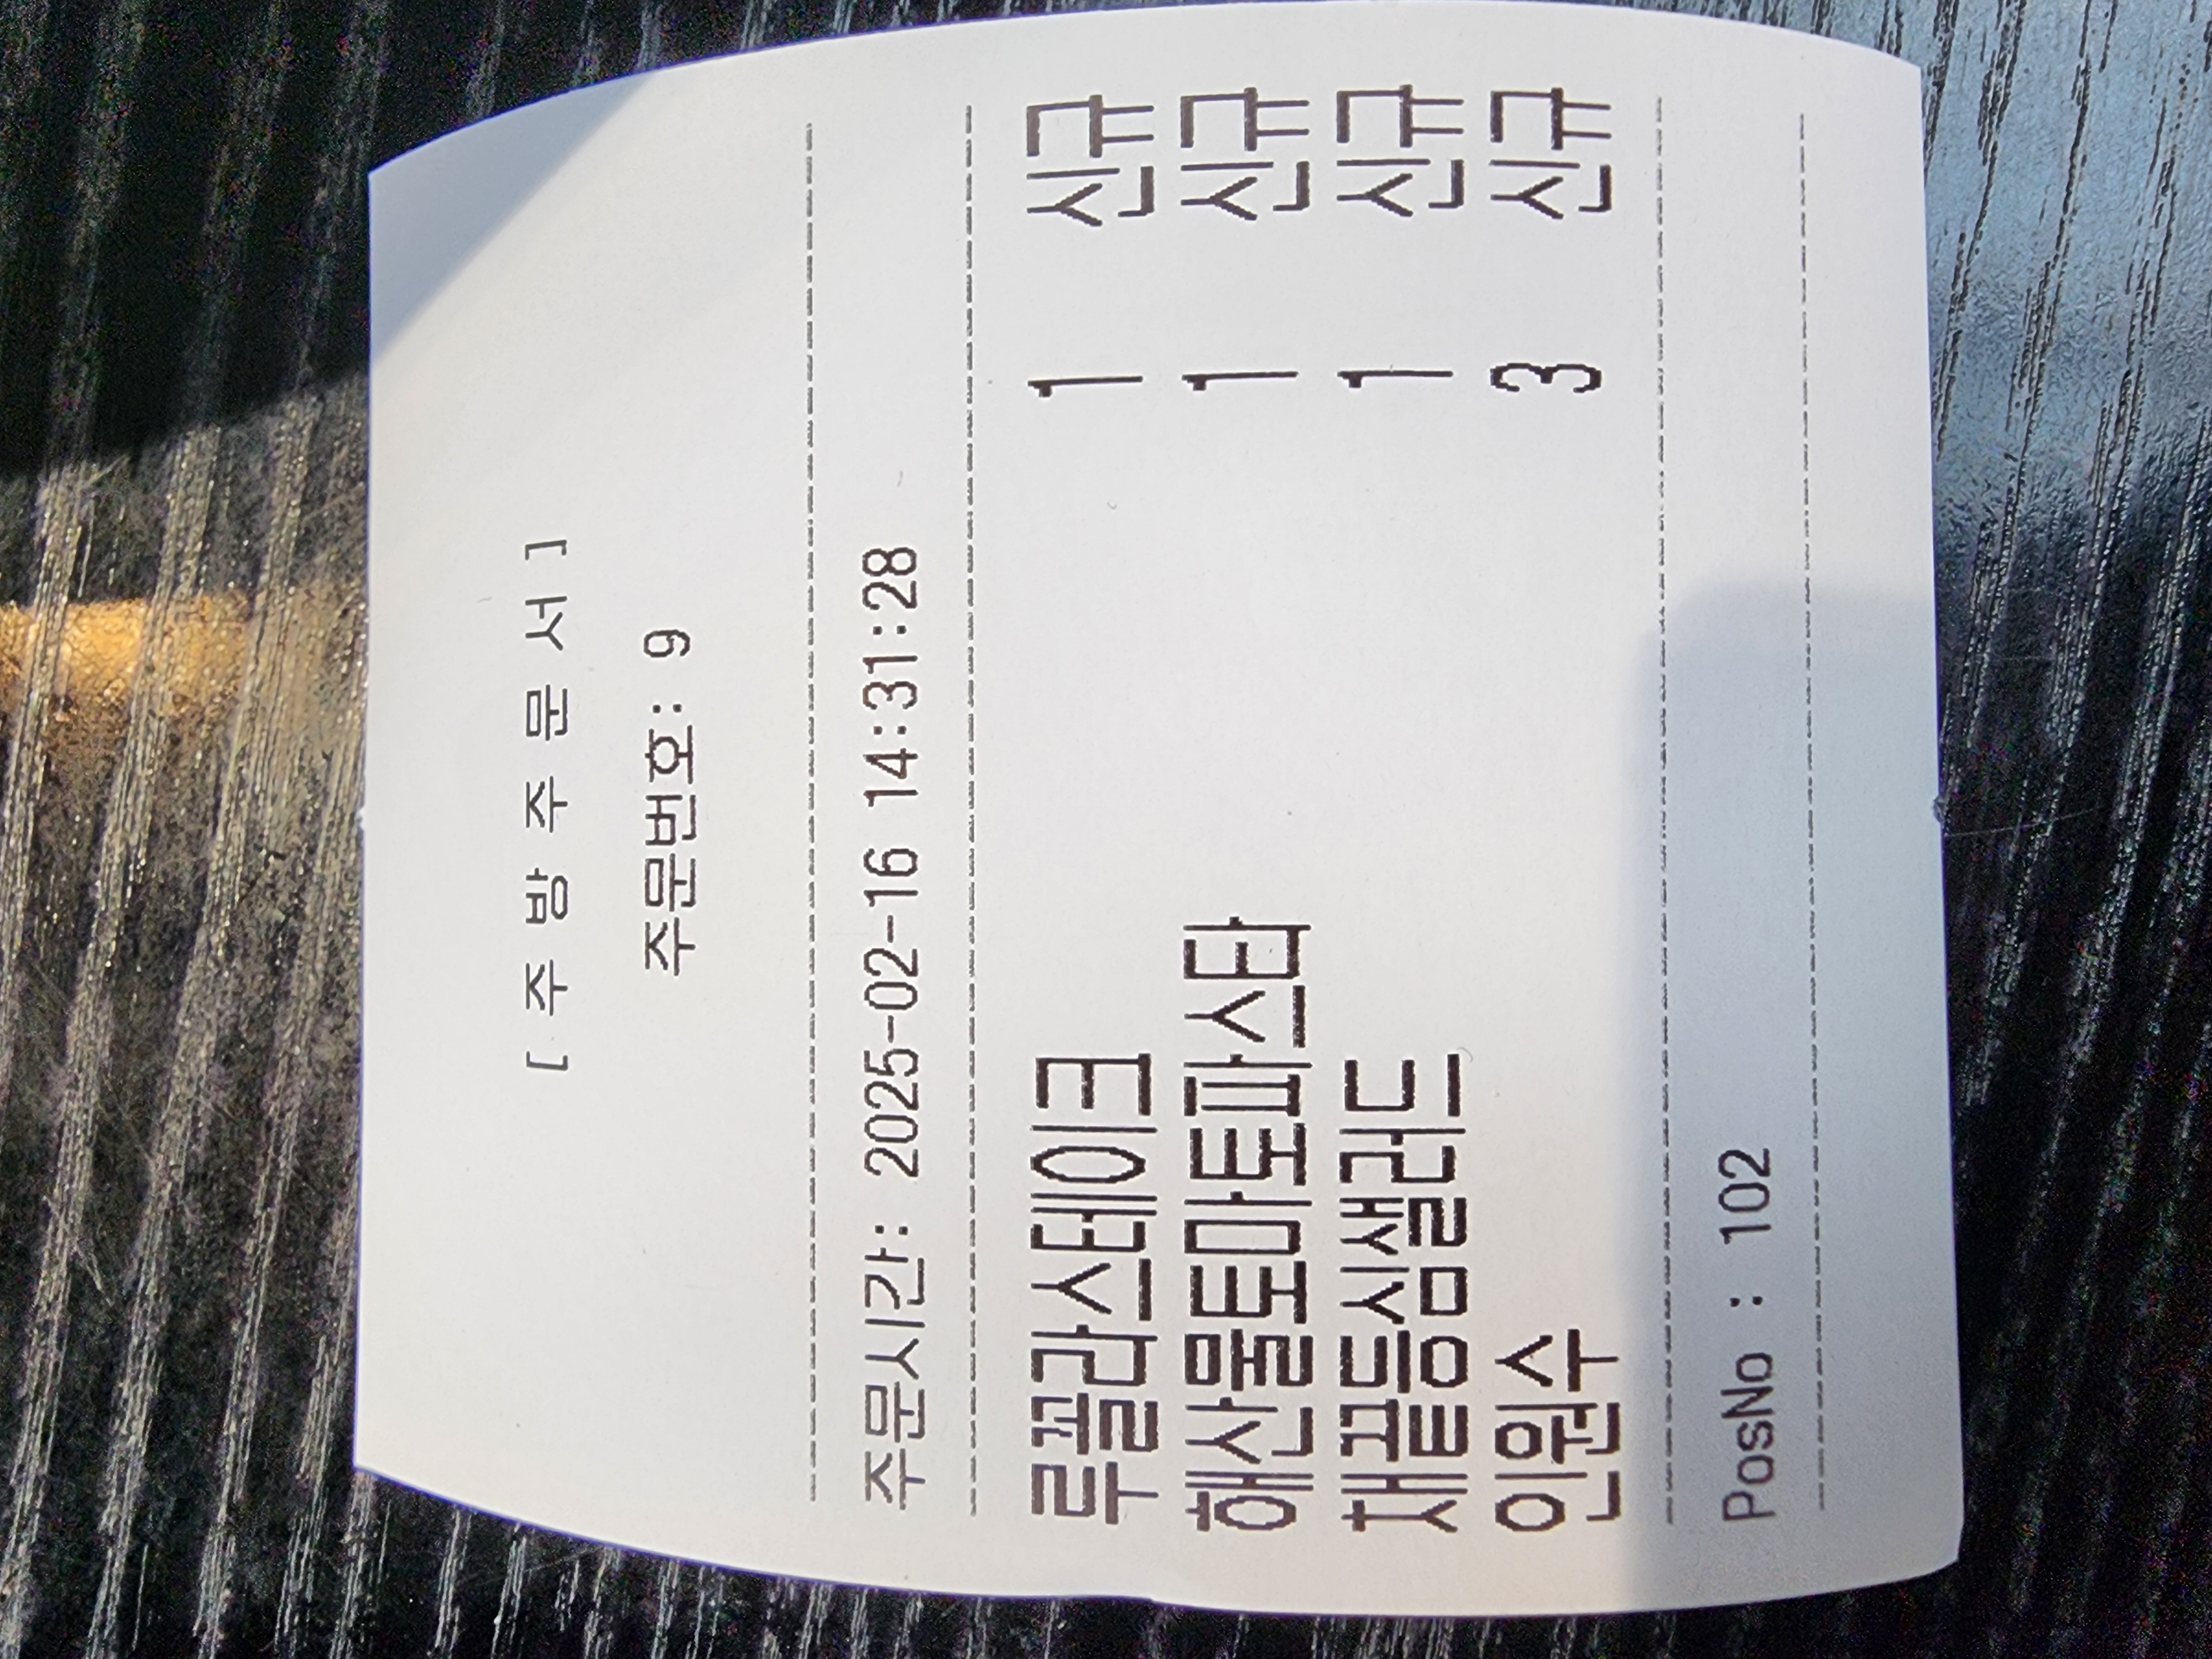 [ 주 방 주 문 서 ]
주문번호: 9
주문시간: 2025-02-16 14:31:28
루꼴라스테이크 1 신규
해산물토마토파스타 1 신규
채끝등심샐러드 1 신규
인원수 3 신규
PosNo : 102